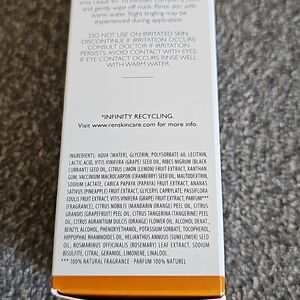 area. Leave for 10 minutes. Dampen
and gently wipe off mask. Rinse skin with
warm water. Slight tingling may be
experienced during application.
DO NOT USE ON IRRITATED SKIN.
DISCONTINUE IF IRRITATION OCCURS.
CONSULT DOCTOR IF IRRITATION
PERSISTS. AVOID CONTACT WITH EYES.
IF EYE CONTACT OCCURS RINSE WELL
WITH WARM WATER.
*INFINITY RECYCLING.
Visit www.renskincare.com for more info.
INGREDIENTS: AQUA (WATER), GLYCERIN, POLYSORBATE 60, LECITHIN,
LACTIC ACID, VITIS VINIFERA (GRAPE) SEED OIL, RIBES NIGRUM (BLACK
CURRANT) SEED OIL, CITRUS LIMON (LEMON) FRUIT EXTRACT, XANTHAN
GUM, VACCINIUM MACROCARPON (CRANBERRY) SEED OIL, MALTODEXTRIN,
SODIUM LACTATE, CARICA PAPAYA (PAPAYA) FRUIT EXTRACT, ANANAS
SATIVUS (PINEAPPLE) FRUIT EXTRACT, GLYCERYL CAPRYLATE, PASSIFLORA
EDULIS FRUIT EXTRACT, VITIS VINIFERA (GRAPE) FRUIT EXTRACT, PARFUM***
(FRAGRANCE), CITRUS NOBILIS (MANDARIN ORANGE) PEEL OIL, CITRUS
GRANDIS (GRAPEFRUIT) PEEL OIL, CITRUS TANGERINA (TANGERINE) PEEL
OIL, CITRUS AURANTIUM DULCIS (ORANGE) PEEL OIL, ALCOHOL DENAT.,
BENZYL ALCOHOL, PHENOXYETHANOL, POTASSIUM SORBATE, TOCOPHEROL,
HIPPOPHAE RHAMNOIDES OIL, HELIANTHUS ANNUUS (SUNFLOWER) SEED
OIL, ROSMARINUS OFFICINALIS (ROSEMARY) LEAF EXTRACT, SODIUM
BISULFITE, CITRAL, GERANIOL, LIMONENE, LINALOOL.
*** 100% NATURAL FRAGRANCE - PARFUM 100% NATUREL